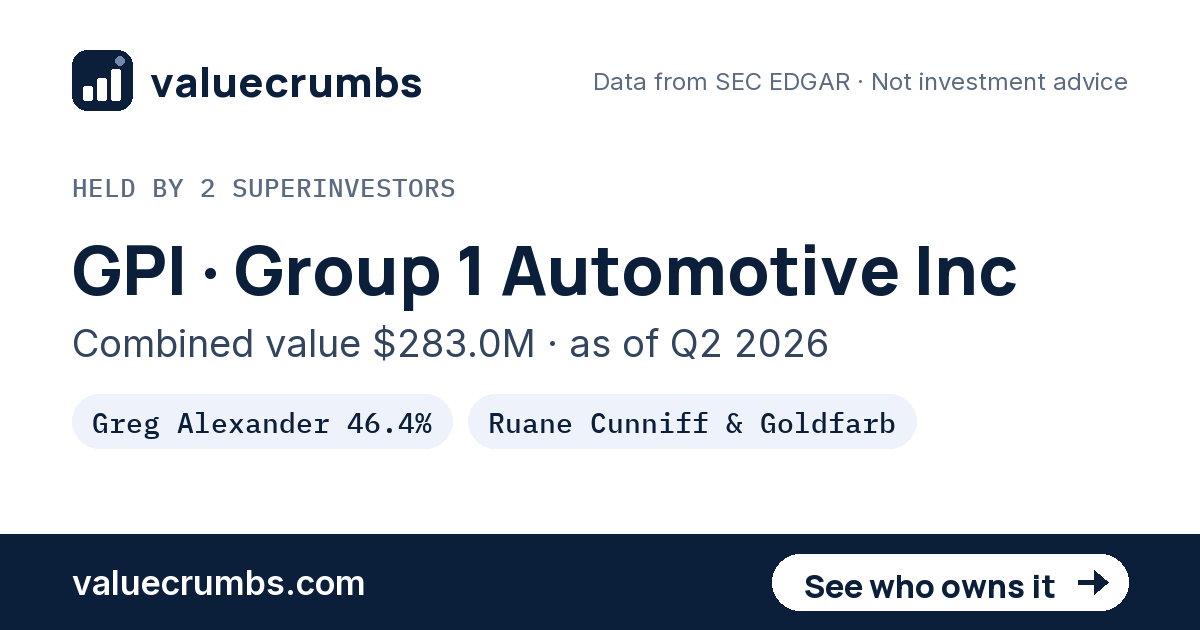 valuecrumbs
Data from SEC EDGAR · Not investment advice
HELD BY 2 SUPERINVESTORS
GPI · Group 1 Automotive Inc
Combined value $283.0M · as of Q2 2026
Greg Alexander 46.4%
Ruane Cunniff & Goldfarb
valuecrumbs.com
See who owns it →